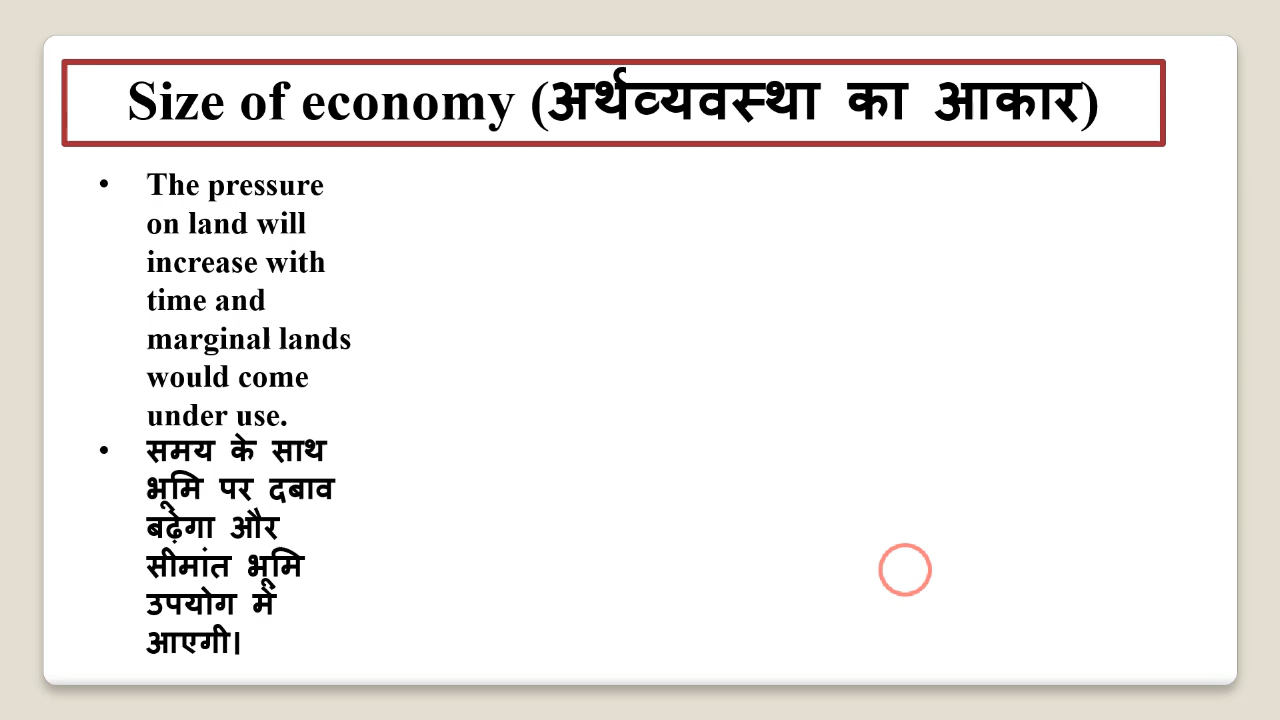 Size of economy (अर्थव्यवस्था का आकार)
• The pressure
on land will
increase with
time and
marginal lands
would come
under use.
• समय के साथ
भूमि पर दबाव
बढ़ेगा और
सीमांत भूमि
उपयोग में
आएगी।